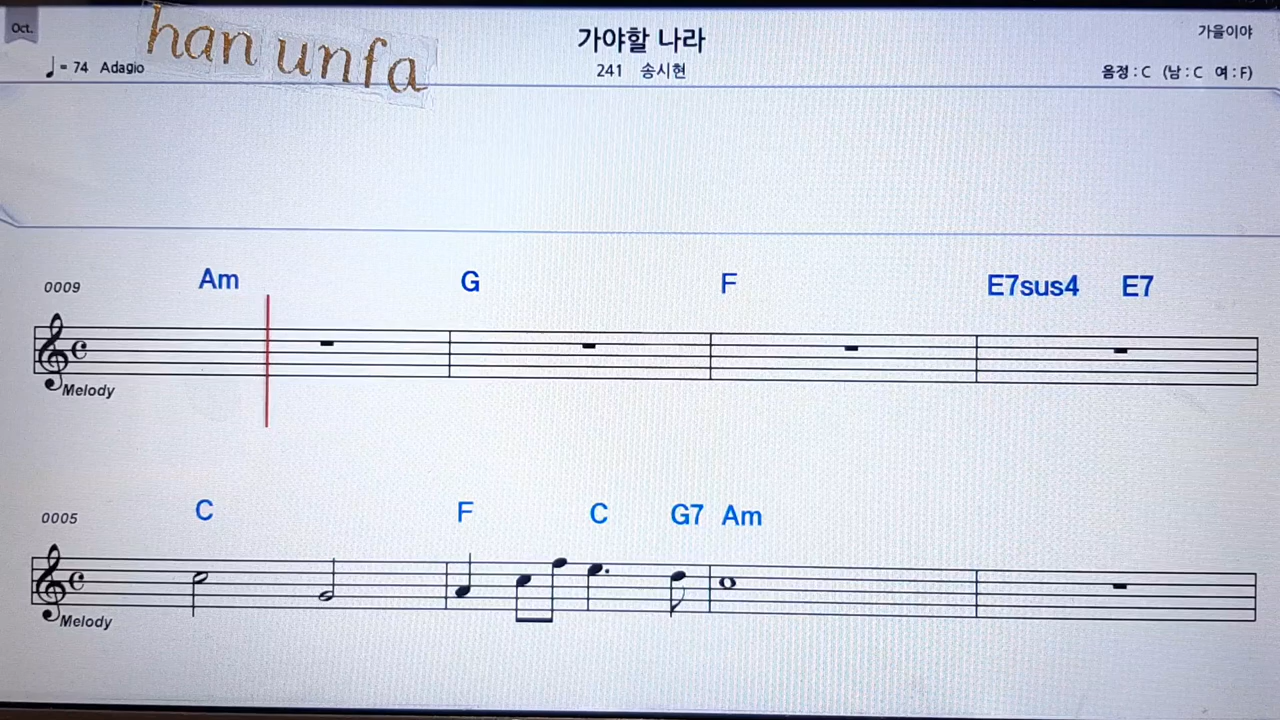 Oct.
han unfa
가야할 나라
가을이야
♩= 74 Adagio
241 송시현
음정 : C (남 : C 여 : F)
0009
Am G F E7sus4 E7
Melody
0005
C F C G7 Am
Melody